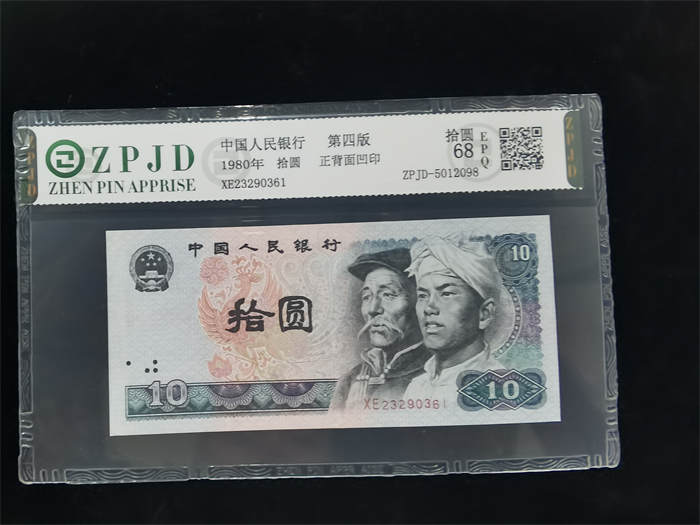 ZPJD
ZHEN PIN APPRISE
中国人民银行 第四版
1980年 拾圆 正背面凹印
XE23290361
拾圆
68
EPQ
ZPJD-5012098
ZPJD
ZPJD
中国人民银行
10
拾圆
10
XE23290361
10